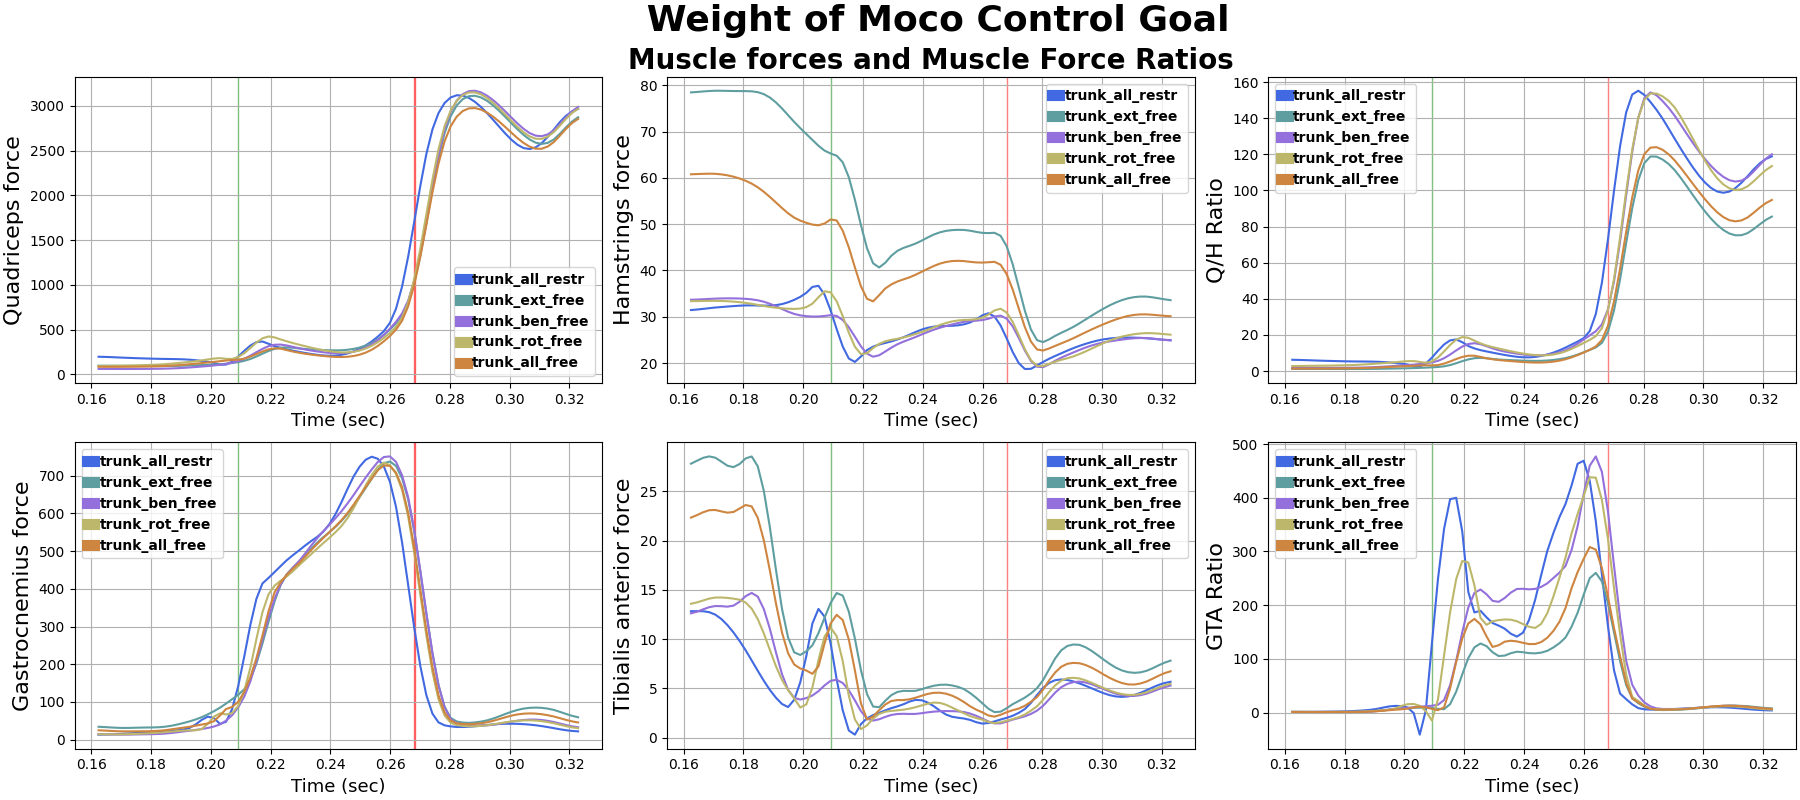 Weight of Moco Control Goal
Muscle forces and Muscle Force Ratios
Quadriceps force
3000
2500
2000
1500
1000
500
0
trunk_all_restr
trunk_ext_free
trunk_ben_free
trunk_rot_free
trunk_all_free
0.16 0.18 0.20 0.22 0.24 0.26 0.28 0.30 0.32
Time (sec)
Hamstrings force
80
70
60
50
40
30
20
trunk_all_restr
trunk_ext_free
trunk_ben_free
trunk_rot_free
trunk_all_free
0.16 0.18 0.20 0.22 0.24 0.26 0.28 0.30 0.32
Time (sec)
Q/H Ratio
160
140
120
100
80
60
40
20
0
trunk_all_restr
trunk_ext_free
trunk_ben_free
trunk_rot_free
trunk_all_free
0.16 0.18 0.20 0.22 0.24 0.26 0.28 0.30 0.32
Time (sec)
Gastrocnemius force
700
600
500
400
300
200
100
0
trunk_all_restr
trunk_ext_free
trunk_ben_free
trunk_rot_free
trunk_all_free
0.16 0.18 0.20 0.22 0.24 0.26 0.28 0.30 0.32
Time (sec)
Tibialis anterior force
25
20
15
10
5
0
trunk_all_restr
trunk_ext_free
trunk_ben_free
trunk_rot_free
trunk_all_free
0.16 0.18 0.20 0.22 0.24 0.26 0.28 0.30 0.32
Time (sec)
GTA Ratio
500
400
300
200
100
0
trunk_all_restr
trunk_ext_free
trunk_ben_free
trunk_rot_free
trunk_all_free
0.16 0.18 0.20 0.22 0.24 0.26 0.28 0.30 0.32
Time (sec)